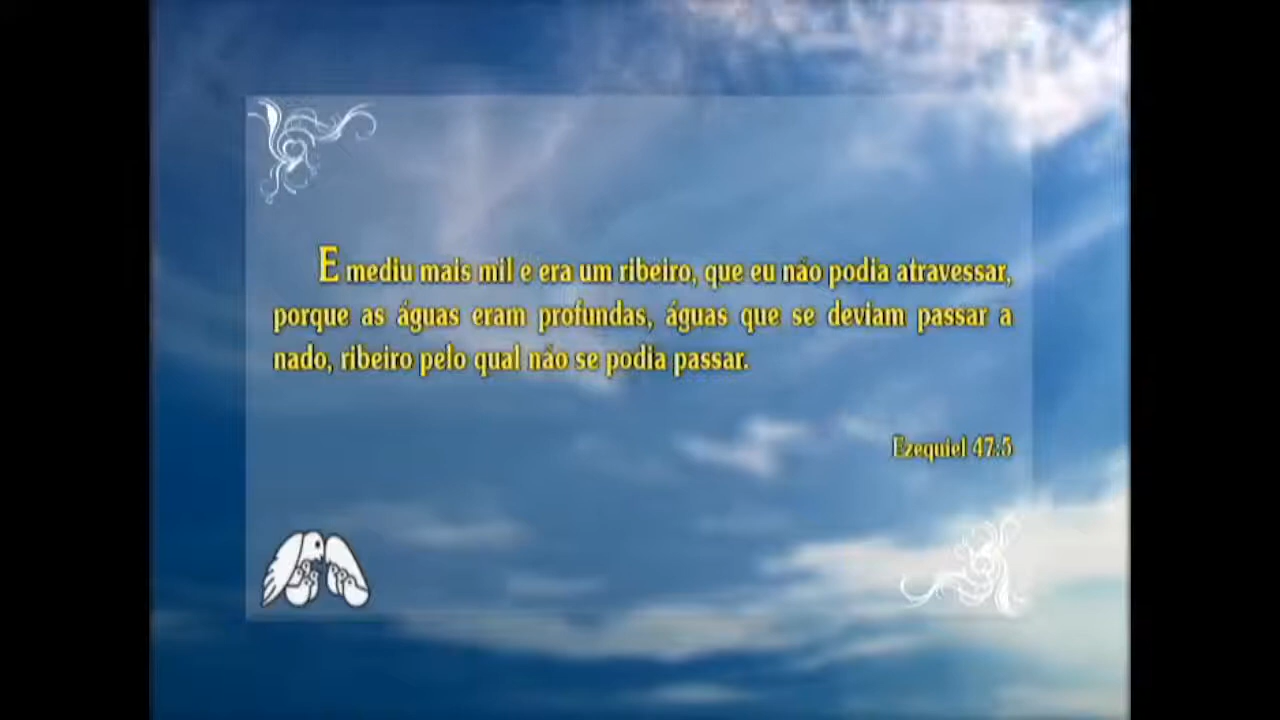 E mediu mais mil e era um ribeiro, que eu não podia atravessar,
porque as águas eram profundas, águas que se deviam passar a
nado, ribeiro pelo qual não se podia passar.
Ezequiel 47:5